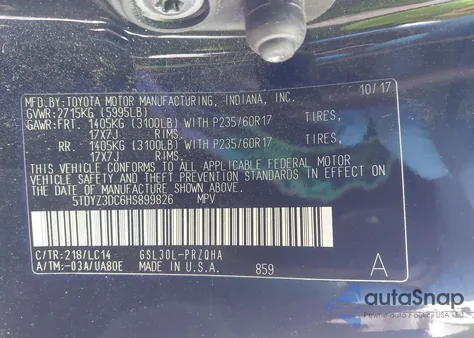 MFD.BY: TOYOTA MOTOR MANUFACTURING, INDIANA, INC. 10/17
GVWR: 2715KG (5995LB)
GAWR: FRT. 1405KG (3100LB) WITH P235/60R17 TIRES,
17X7J RIMS,
RR. 1405KG (3100LB) WITH P235/60R17 TIRES,
17X7J RIMS.
THIS VEHICLE CONFORMS TO ALL APPLICABLE FEDERAL MOTOR
VEHICLE SAFETY AND THEFT PREVENTION STANDARDS IN EFFECT ON
THE DATE OF MANUFACTURE SHOWN ABOVE.
5TDYZ3DC6HS899826 MPV
C/TR: 218/LC14 GSL30L-PRZQHA
A/TM: -03A/UA80E MADE IN U.S.A. 859 A
autoSnap